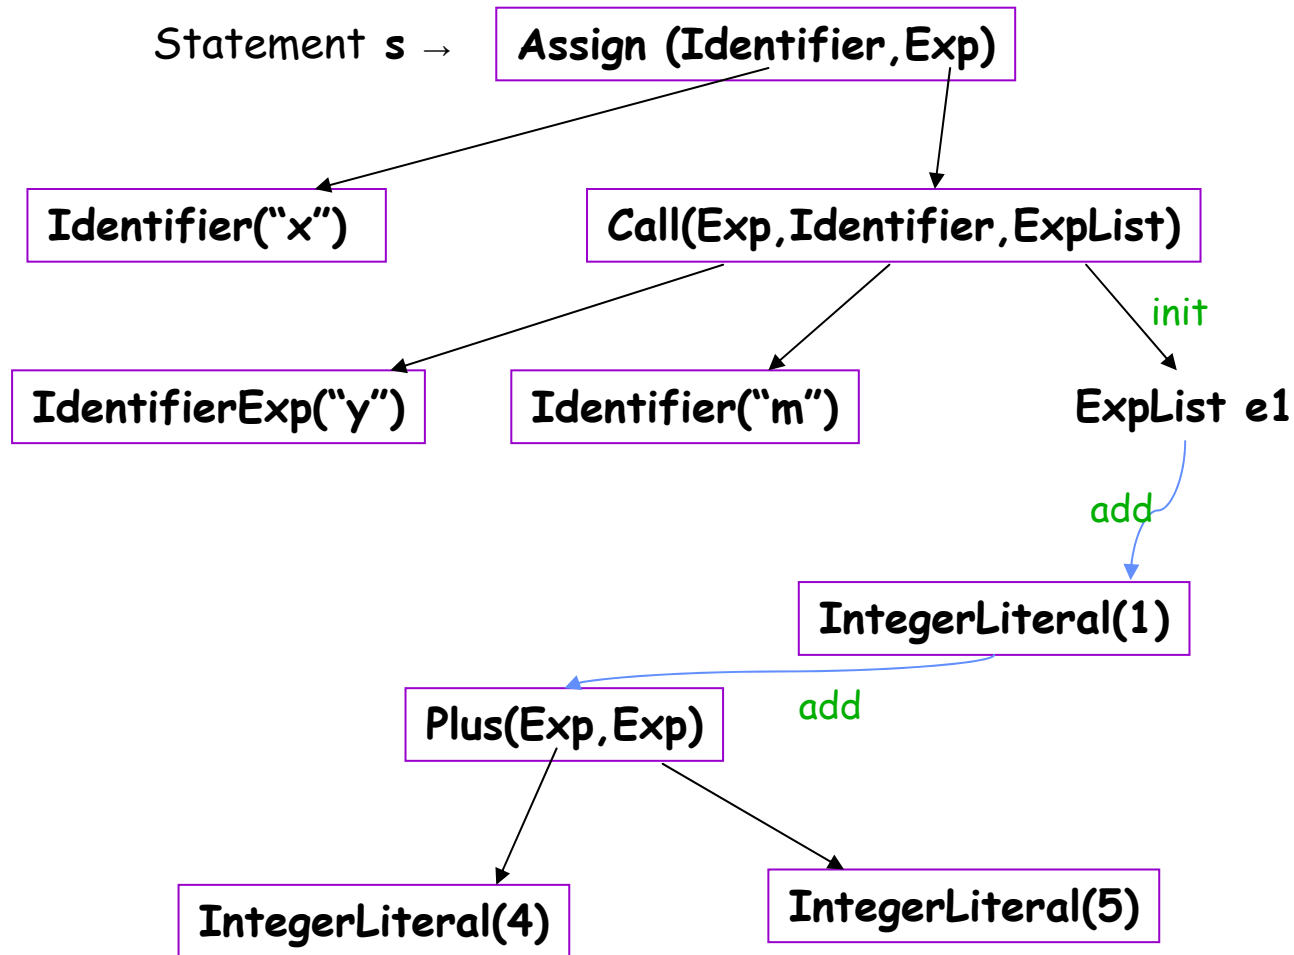 Statement s → Assign (Identifier,Exp)
Identifier(“x”)
Call(Exp,Identifier,ExpList)
init
IdentifierExp(“y”)
Identifier(“m”)
ExpList e1
add
IntegerLiteral(1)
Plus(Exp,Exp)
add
IntegerLiteral(4)
IntegerLiteral(5)